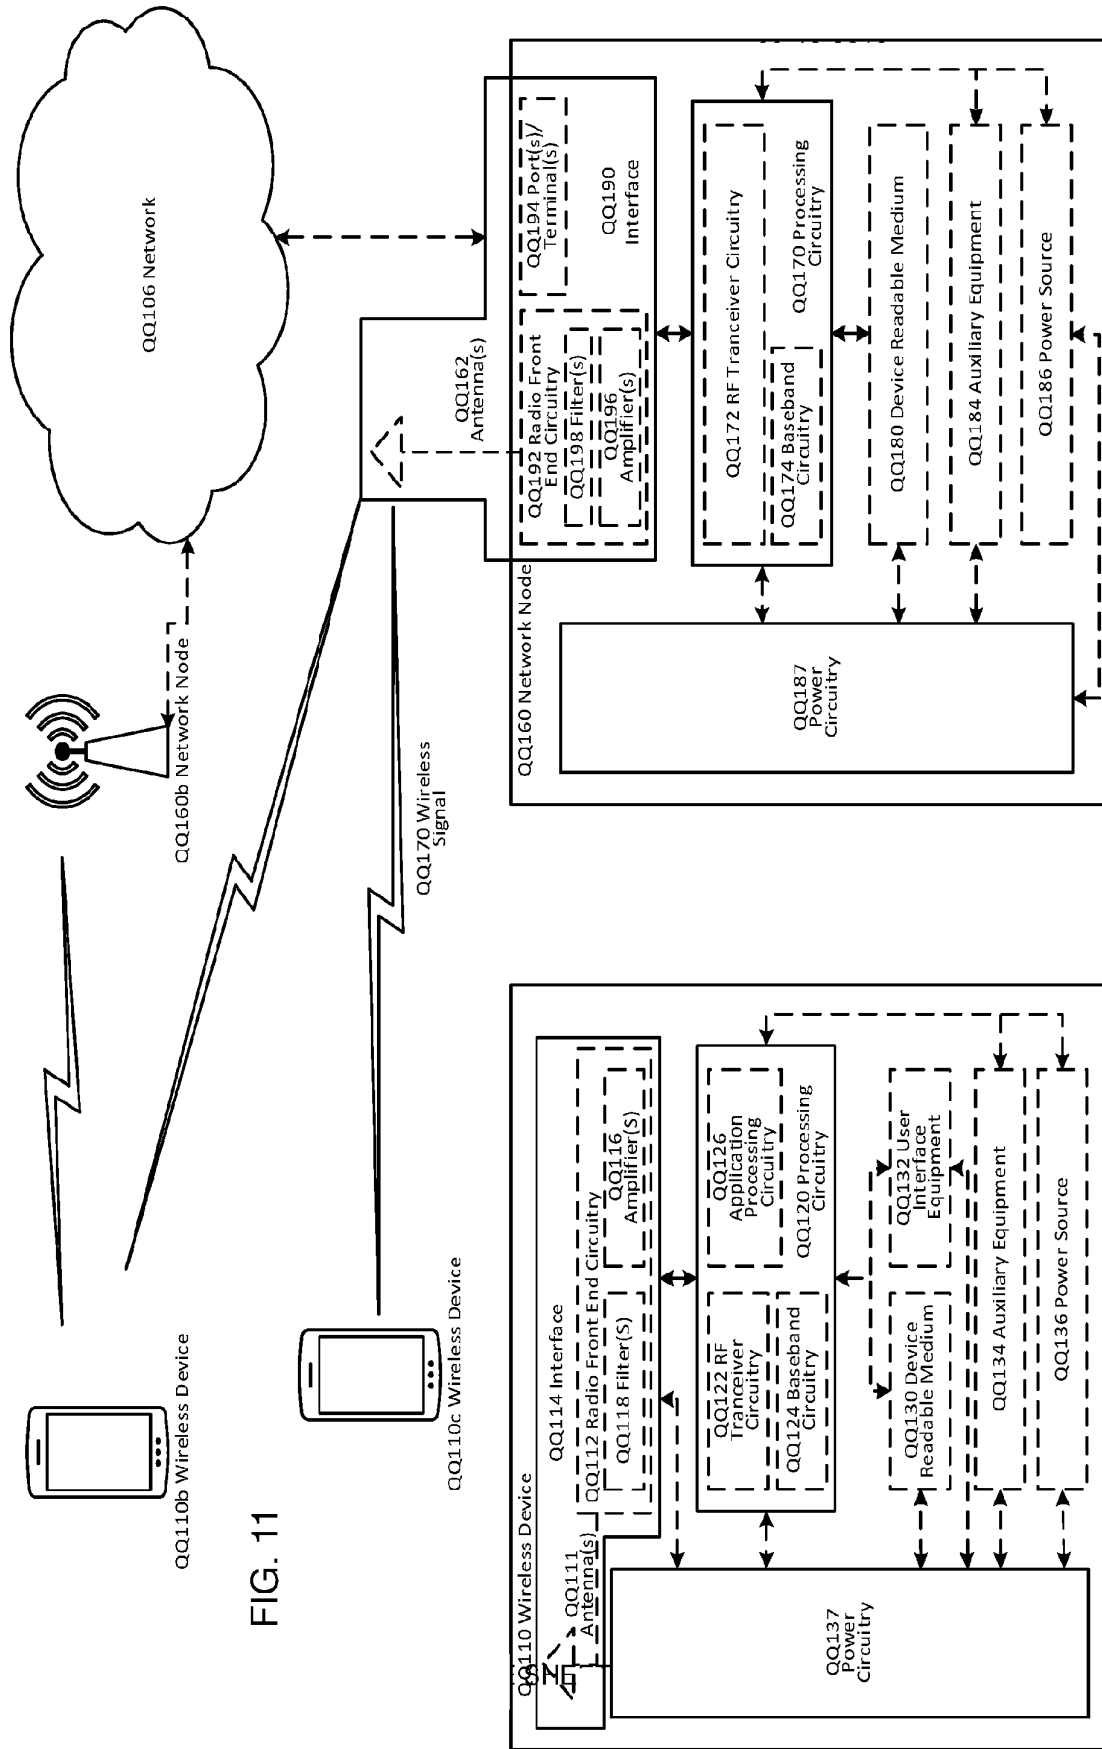 QQ106 Network
QQ160b Network Node
QQ110b Wireless Device
QQ110c Wireless Device
QQ170 Wireless
Signal
FIG. 11
QQ160 Network Node
QQ162
Antenna(s)
QQ194 Port(s)/
Terminal(s)
QQ190
Interface
QQ192 Radio Front
End Circuitry
QQ198 Filter(s)
QQ196
Amplifier(s)
QQ172 RF Tranceiver Circuitry
QQ174 Baseband
Circuitry
QQ170 Processing
Circuitry
QQ180 Device Readable Medium
QQ184 Auxiliary Equipment
QQ186 Power Source
QQ187
Power
Circuitry
QQ110 Wireless Device
QQ111
Antenna(s)
QQ114 Interface
QQ112 Radio Front End Circuitry
QQ118 Filter(S)
QQ116
Amplifier(S)
QQ122 RF
Tranceiver
Circuitry
QQ124 Baseband
Circuitry
QQ126
Application
Processing
Circuitry
QQ120 Processing
Circuitry
QQ130 Device
Readable Medium
QQ132 User
Interface
Equipment
QQ134 Auxiliary Equipment
QQ136 Power Source
QQ137
Power
Circuitry